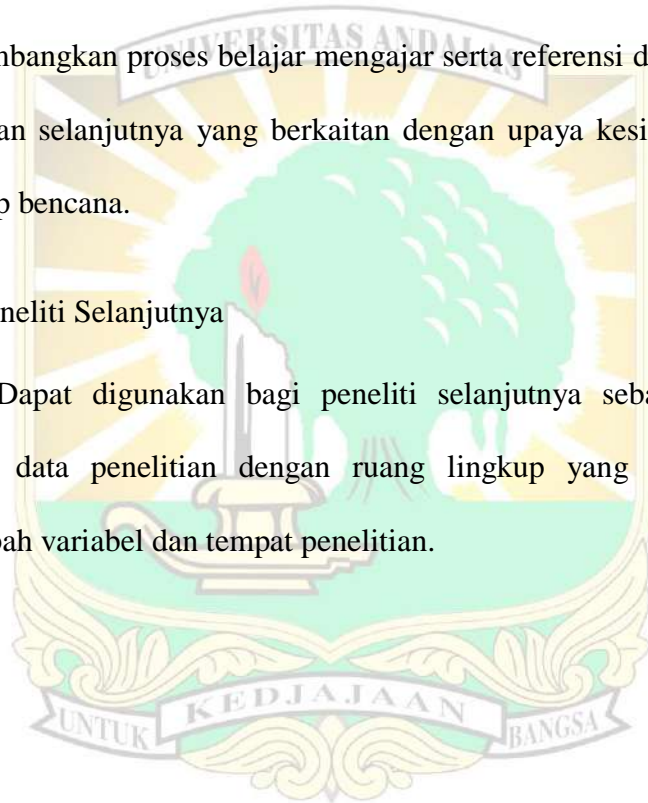 UNIVERSITAS ANDALAS
mbangkan proses belajar mengajar serta referensi d
an selanjutnya yang berkaitan dengan upaya kesi
p bencana.
neliti Selanjutnya
Dapat digunakan bagi peneliti selanjutnya seba
data penelitian dengan ruang lingkup yang
bah variabel dan tempat penelitian.
UNTUK KEDJAJAAN BANGSA